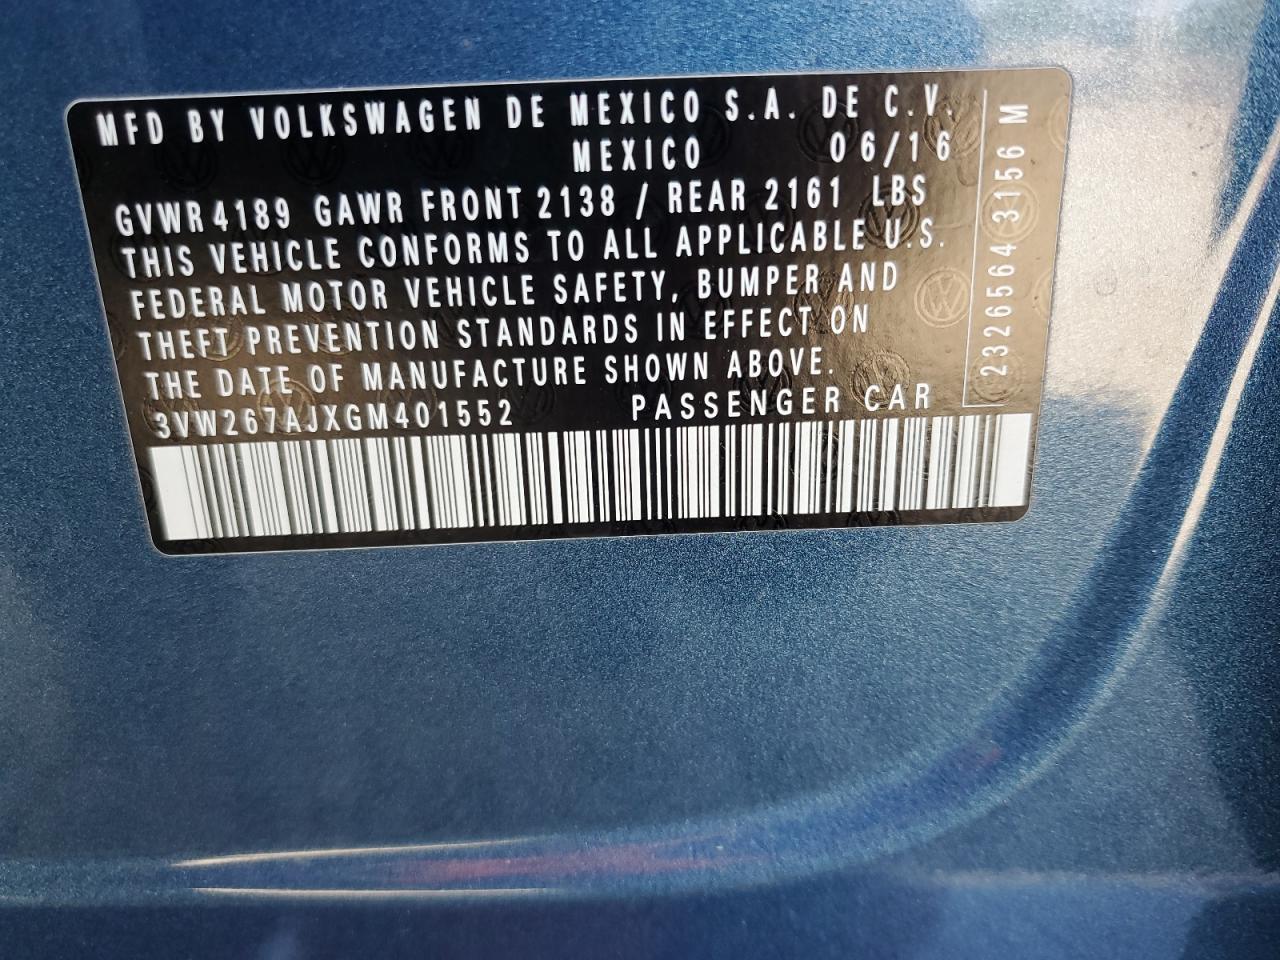 MFD BY VOLKSWAGEN DE MEXICO S.A. DE C.V.
MEXICO 06/16
GVWR 4189 GAWR FRONT 2138 / REAR 2161 LBS
THIS VEHICLE CONFORMS TO ALL APPLICABLE U.S.
FEDERAL MOTOR VEHICLE SAFETY, BUMPER AND
THEFT PREVENTION STANDARDS IN EFFECT ON
THE DATE OF MANUFACTURE SHOWN ABOVE.
3VW267AJXGM401552 PASSENGER CAR
2326564 3156 M